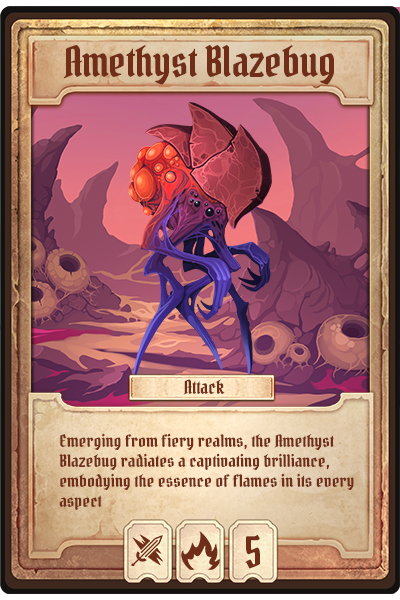 Amethyst Blazebug
Attack
Emerging from fiery realms, the Amethyst
Blazebug radiates a captivating brilliance,
embodying the essence of flames in its every
aspect
5